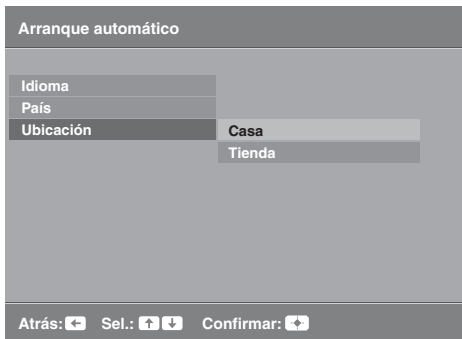 Arranque automático
Idioma
País
Ubicación Casa
Tienda
Atrás: Sel.: Confirmar: